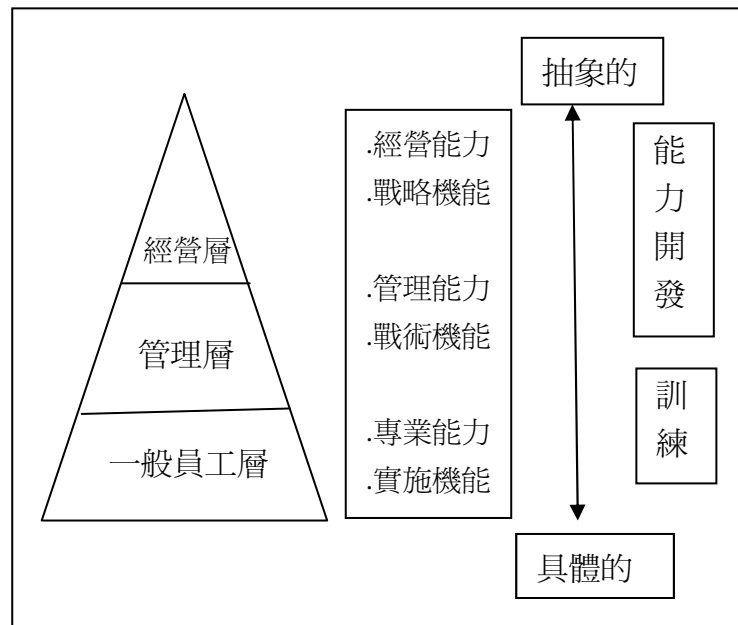 抽象的
.經營能力
.戰略機能
能力開發
經營層
.管理能力
.戰術機能
管理層
訓練
.專業能力
一般員工層
.實施機能
具體的